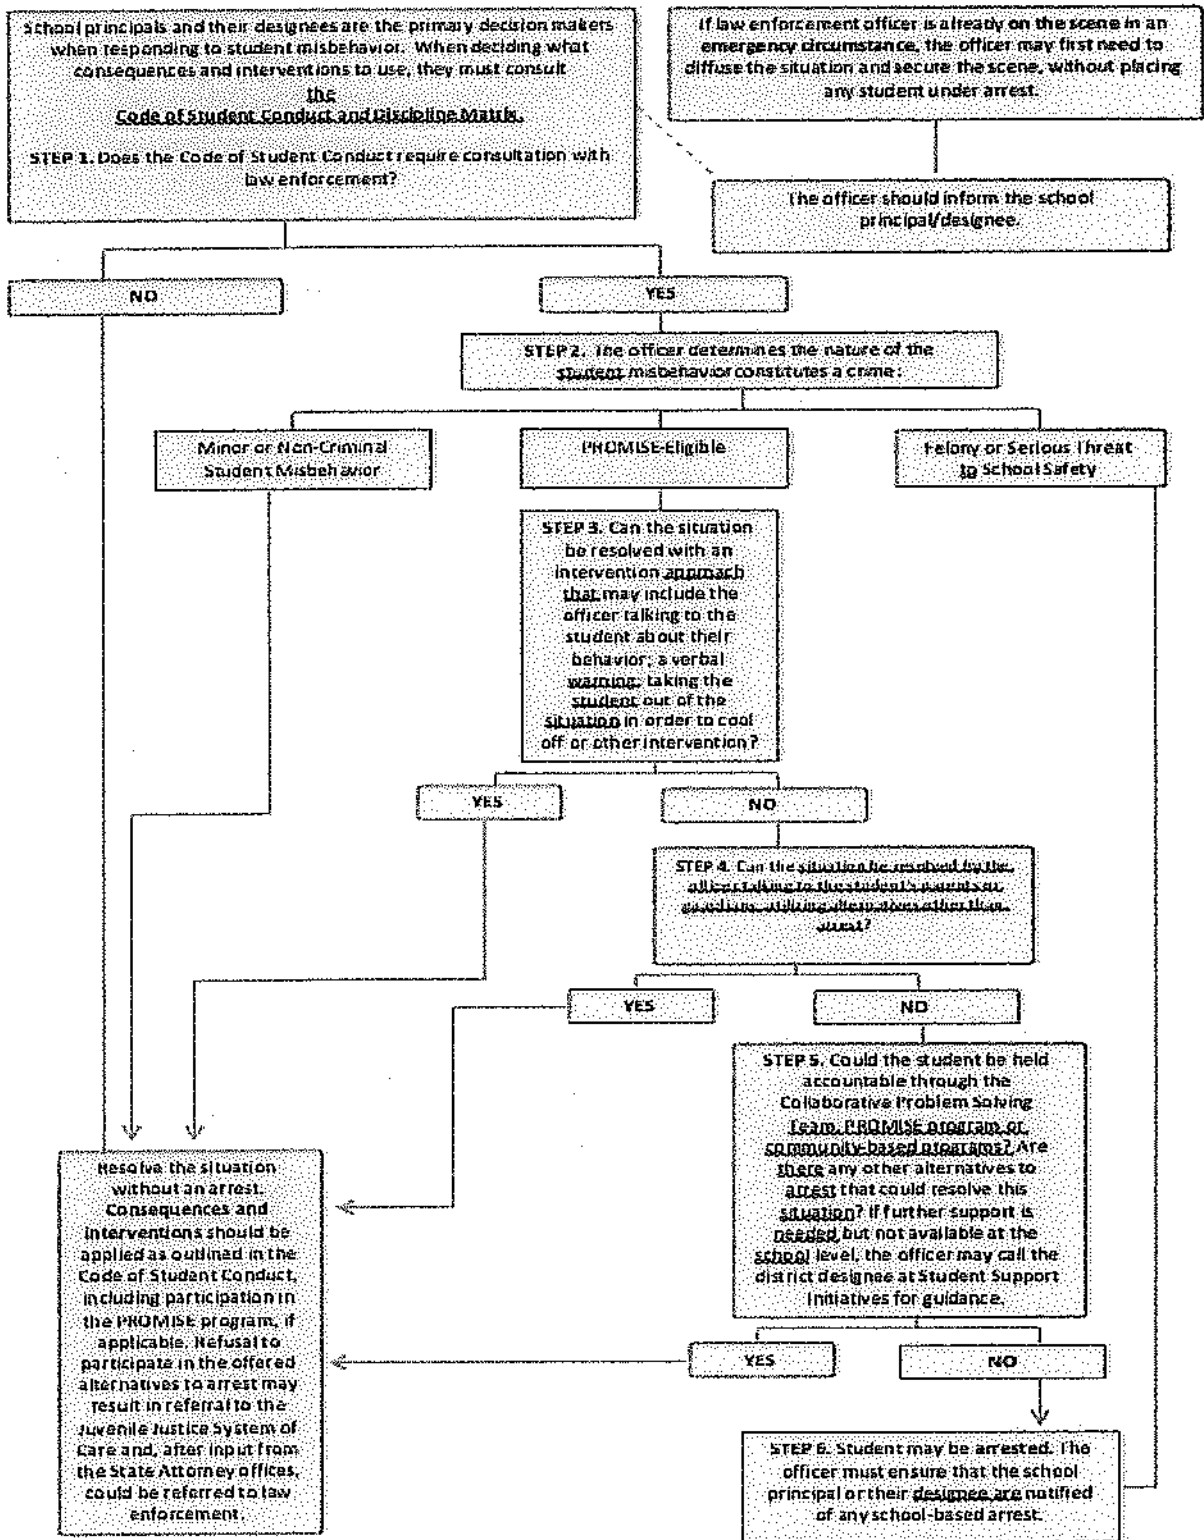 School principals and their designees are the primary decision makers
when responding to student misbehavior. When deciding what
consequences and interventions to use, they must consult
the
Code of Student Conduct and Discipline Matrix.
STEP 1. Does the Code of Student Conduct require consultation with
law enforcement?
If law enforcement officer is already on the scene in an
emergency circumstance, the officer may first need to
diffuse the situation and secure the scene, without placing
any student under arrest.
The officer should inform the school
principal/designee.
NO
YES
STEP 2. The officer determines the nature of the
student misbehavior constitutes a crime:
Minor or Non-Criminal
Student Misbehavior
PROMISE-Eligible
Felony or Serious Threat
to School Safety
STEP 3. Can the situation
be resolved with an
intervention approach
that may include the
officer talking to the
student about their
behavior; a verbal
warning; taking the
student out of the
situation in order to cool
off or other intervention?
YES
NO
STEP 4. Can the situation be resolved by the
officer talking to the student's parents or
guardians, utilizing alternatives other than
arrest?
YES
NO
STEP 5. Could the student be held
accountable through the
Collaborative Problem Solving
Team, PROMISE program or
community-based programs? Are
there any other alternatives to
arrest that could resolve this
situation? If further support is
needed but not available at the
school level, the officer may call the
district designee at Student Support
Initiatives for guidance.
YES
NO
Resolve the situation
without an arrest.
Consequences and
interventions should be
applied as outlined in the
Code of Student Conduct,
including participation in
the PROMISE program, if
applicable. Refusal to
participate in the offered
alternatives to arrest may
result in referral to the
Juvenile Justice System of
Care and, after input from
the State Attorney offices,
could be referred to law
enforcement.
STEP 6. Student may be arrested. The
officer must ensure that the school
principal or their designee are notified
of any school-based arrest.